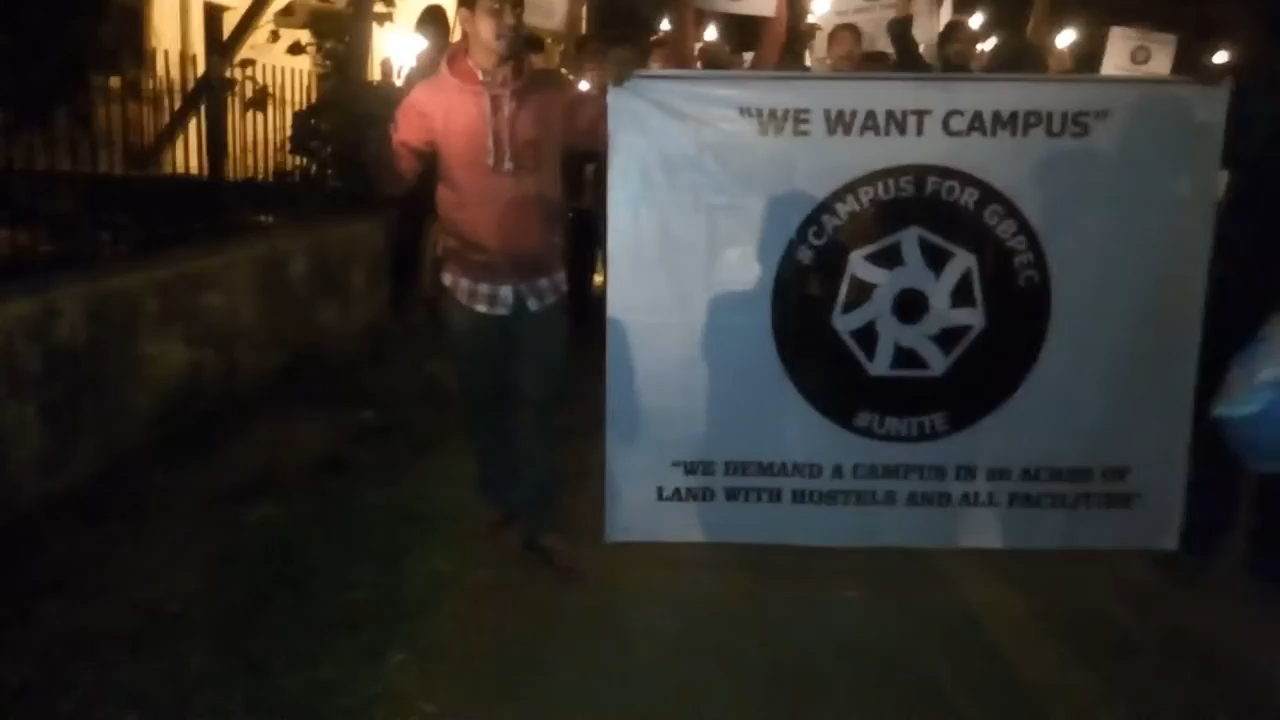 "WE WANT CAMPUS"
#CAMPUS FOR GBPEC
#UNITE
"WE DEMAND A CAMPUS IN ACRES OF
LAND WITH HOSTELS AND ALL FACILITIES"